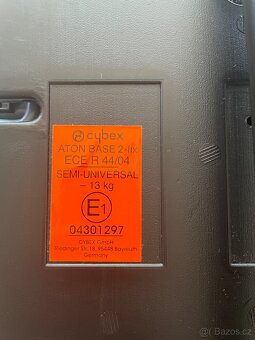 cybex
ATON BASE 2-fix
ECE R 44/04
SEMI-UNIVERSAL
– 13 kg
E1
04301297
CYBEX GmbH
Riedinger Str. 18, 95448 Bayreuth
Germany
Bazoš.cz